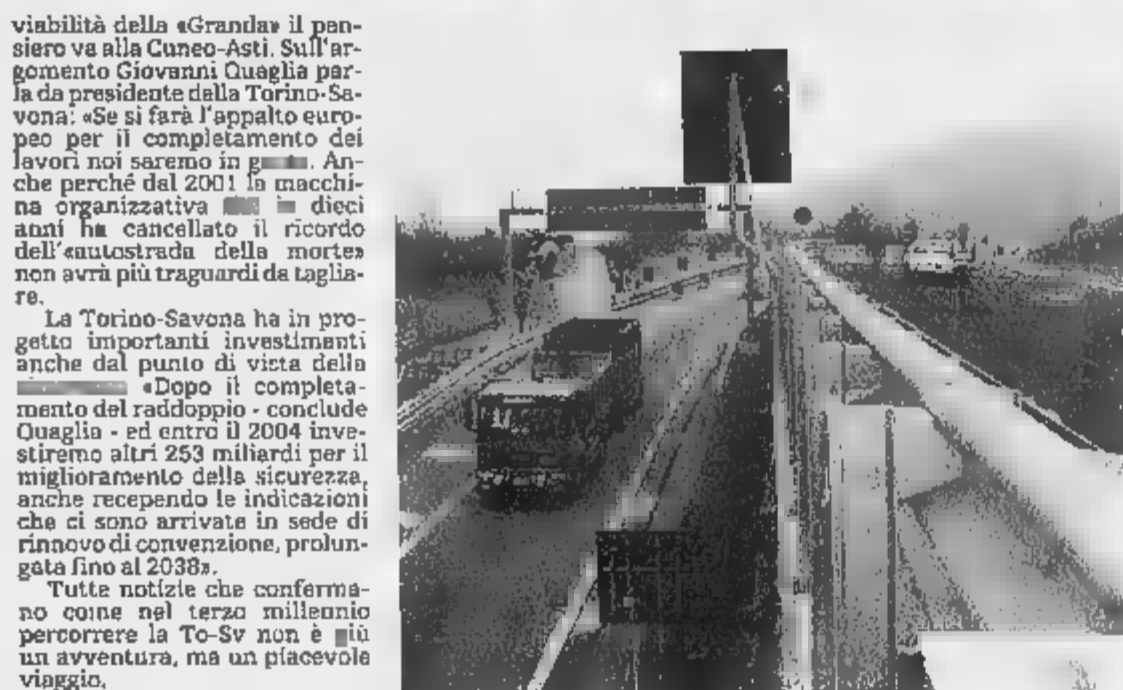 viabilità della «Granda» il pen-
siero va alla Cuneo-Asti. Sull'ar-
gomento Giovanni Quaglia par-
la da presidente della Torino-Sa-
vona: «Se si farà l'appalto euro-
peo per il completamento dei
lavori noi saremo in An-
che perché dal 2001 la macchi-
na organizzativa dieci
anni ha cancellato il ricordo
dell'«autostrada della morte»
non avrà più traguardi da taglia-
re.
La Torino-Savona ha in pro-
getto importanti investimenti
anche dal punto di vista della
«Dopo il completa-
mento del raddoppio - conclude
Quaglia - ed entro il 2004 inve-
stiremo altri 253 miliardi per il
miglioramento della sicurezza,
anche recependo le indicazioni
che ci sono arrivate in sede di
rinnovo di convenzione, prolun-
gata fino al 2038».
Tutte notizie che conferma-
no come nel terzo millennio
percorrere la To-Sv non è più
un avventura, ma un piacevole
viaggio.